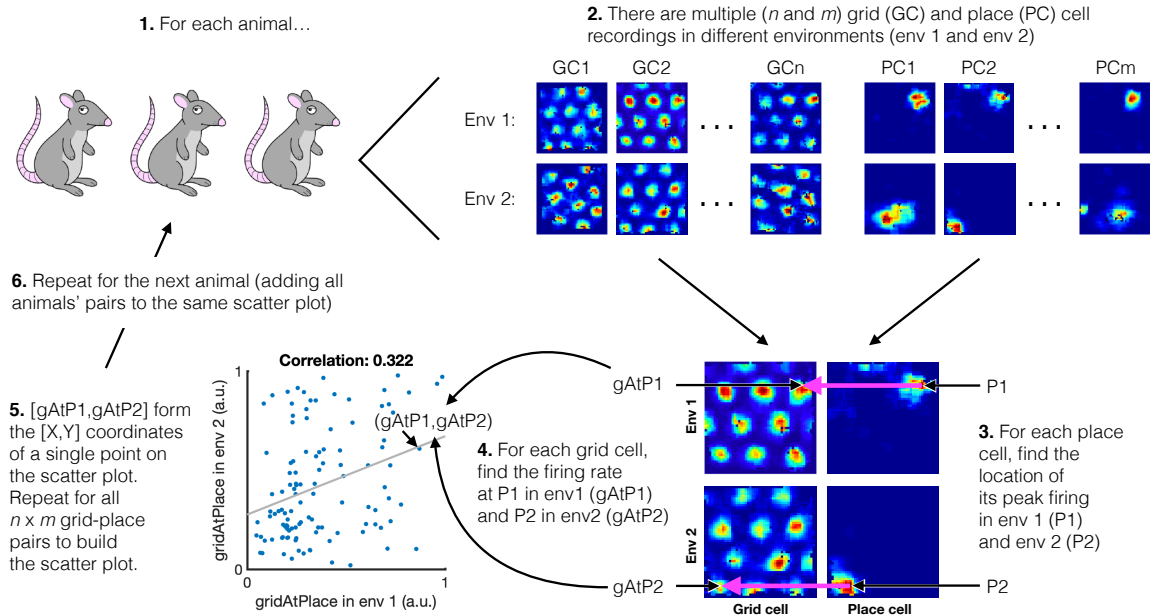 1. For each animal…
2. There are multiple (n and m) grid (GC) and place (PC) cell
recordings in different environments (env 1 and env 2)
GC1 GC2 GCn PC1 PC2 PCm
Env 1: . . . . . .
Env 2: . . . . . .
6. Repeat for the next animal (adding all
animals’ pairs to the same scatter plot)
5. [gAtP1,gAtP2] form
the [X,Y] coordinates
of a single point on
the scatter plot.
Repeat for all
n x m grid-place
pairs to build
the scatter plot.
Correlation: 0.322
1
gridAtPlace in env 2 (a.u.)
0
0 1
gridAtPlace in env 1 (a.u.)
(gAtP1,gAtP2)
4. For each grid cell,
find the firing rate
at P1 in env1 (gAtP1)
and P2 in env2 (gAtP2)
gAtP1
gAtP2
Env 1
Env 2
Grid cell Place cell
P1
3. For each place
cell, find the
location of
its peak firing
in env 1 (P1)
and env 2 (P2)
P2